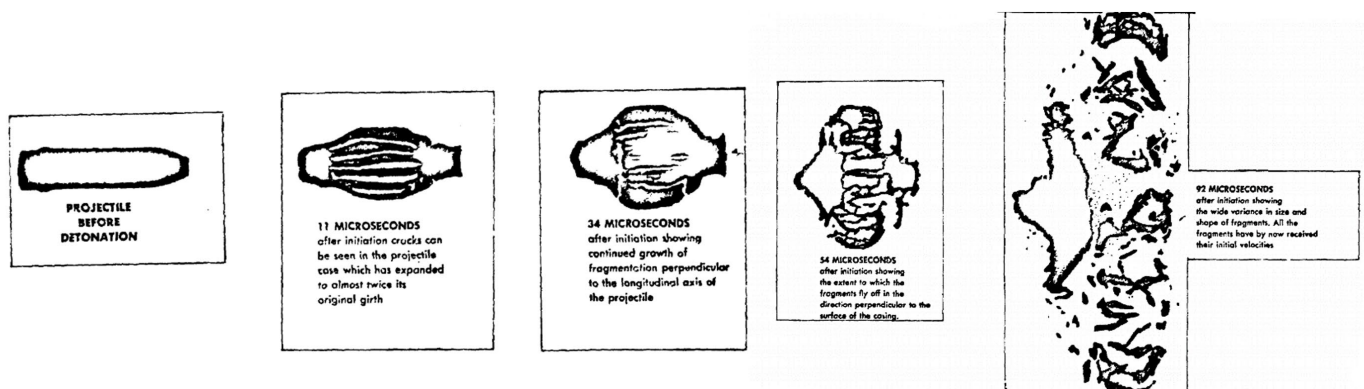 PROJECTILE
BEFORE
DETONATION
11 MICROSECONDS
after initiation cracks can
be seen in the projectile
case which has expanded
to almost twice its
original girth
34 MICROSECONDS
after initiation showing
continued growth of
fragmentation perpendicular
to the longitudinal axis of
the projectile
54 MICROSECONDS
after initiation showing
the extent to which the
fragments fly off in the
direction perpendicular to the
surface of the casing.
92 MICROSECONDS
after initiation showing
the wide variance in size and
shape of fragments. All the
fragments have by now received
their initial velocities